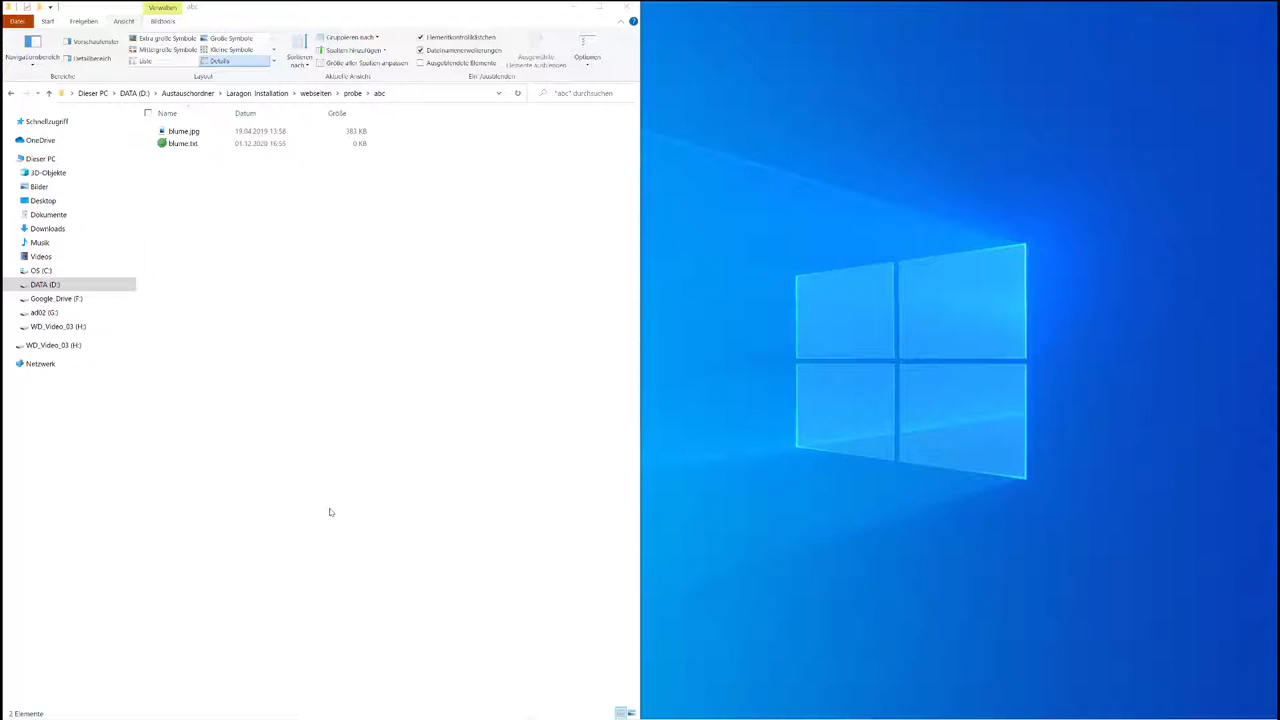 Verwalten
abc
Datei
Start
Freigeben
Ansicht
Bildtools
Navigationsbereich
Vorschaufenster
Detailbereich
Bereiche
Extra große Symbole
Große Symbole
Mittelgroße Symbole
Kleine Symbole
Liste
Details
Layout
Sortieren nach
Gruppieren nach
Spalten hinzufügen
Größe aller Spalten anpassen
Aktuelle Ansicht
Elementkontrollkästchen
Dateinamenerweiterungen
Ausgeblendete Elemente
Ausgewählte Elemente ausblenden
Ein-/ausblenden
Optionen
Dieser PC
DATA (D:)
Austauschordner
Laragon_Installation
webseiten
probe
abc
"abc" durchsuchen
Name
Datum
Größe
blume.jpg 19.04.2019 13:58 383 KB
blume.txt 01.12.2020 16:55 0 KB
Schnellzugriff
OneDrive
Dieser PC
3D-Objekte
Bilder
Desktop
Dokumente
Downloads
Musik
Videos
OS (C:)
DATA (D:)
Google_Drive (F:)
ad02 (G:)
WD_Video_03 (H:)
WD_Video_03 (H:)
Netzwerk
2 Elemente